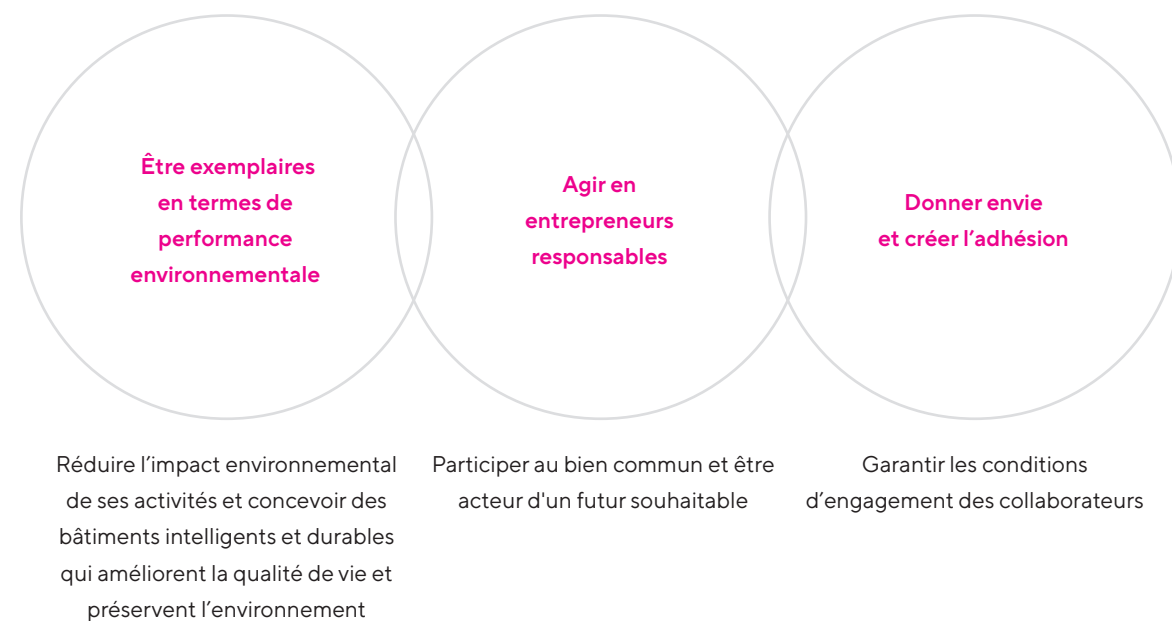 Être exemplaires
en termes de
performance
environnementale
Agir en
entrepreneurs
responsables
Donner envie
et créer l’adhésion
Réduire l’impact environnemental
de ses activités et concevoir des
bâtiments intelligents et durables
qui améliorent la qualité de vie et
préservent l’environnement
Participer au bien commun et être
acteur d'un futur souhaitable
Garantir les conditions
d’engagement des collaborateurs